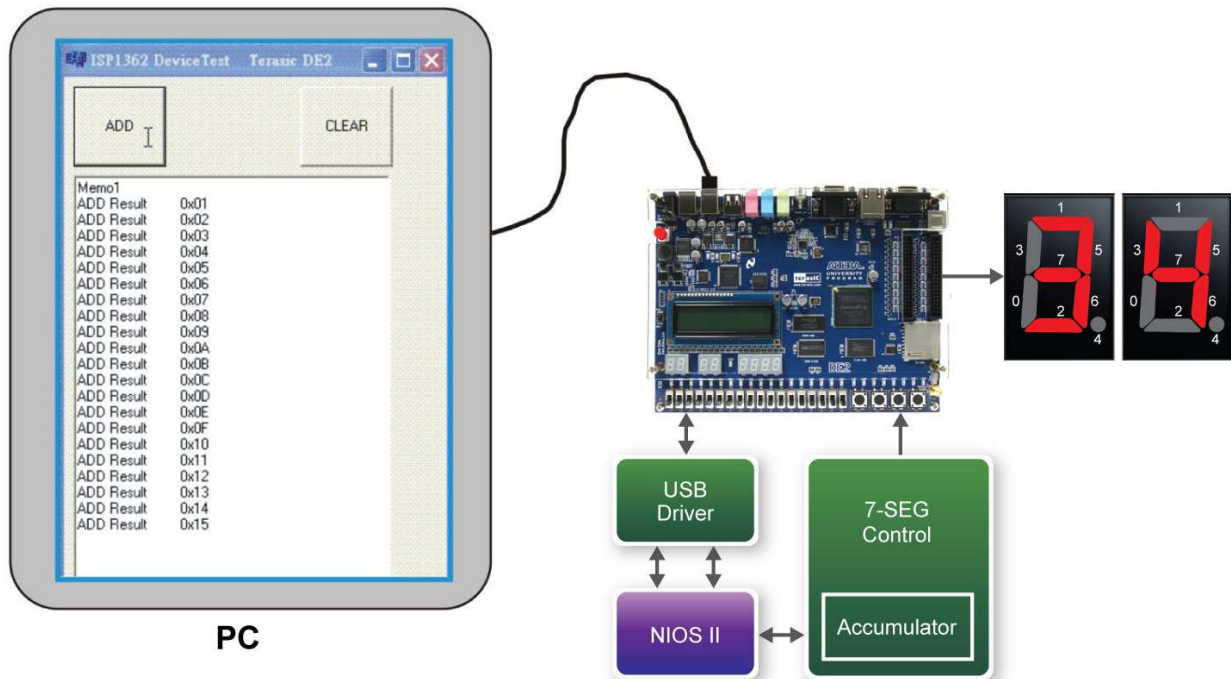 ISP1362 DeviceTest Terasic DE2
ADD
CLEAR
Memo1
ADD Result 0x01
ADD Result 0x02
ADD Result 0x03
ADD Result 0x04
ADD Result 0x05
ADD Result 0x06
ADD Result 0x07
ADD Result 0x08
ADD Result 0x09
ADD Result 0x0A
ADD Result 0x0B
ADD Result 0x0C
ADD Result 0x0D
ADD Result 0x0E
ADD Result 0x0F
ADD Result 0x10
ADD Result 0x11
ADD Result 0x12
ADD Result 0x13
ADD Result 0x14
ADD Result 0x15
PC
ALTERA
UNIVERSITY
PROGRAM
terasIC
DE2
1
3 5
7
0 6
2
4
1
3 5
7
0 6
2
4
USB
Driver
NIOS II
7-SEG
Control
Accumulator